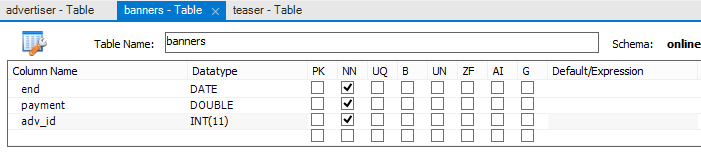 advertiser - Table banners - Table × teaser - Table
Table Name: banners Schema: online
Column Name Datatype PK NN UQ B UN ZF AI G Default/Expression
end DATE
payment DOUBLE
adv_id INT(11)